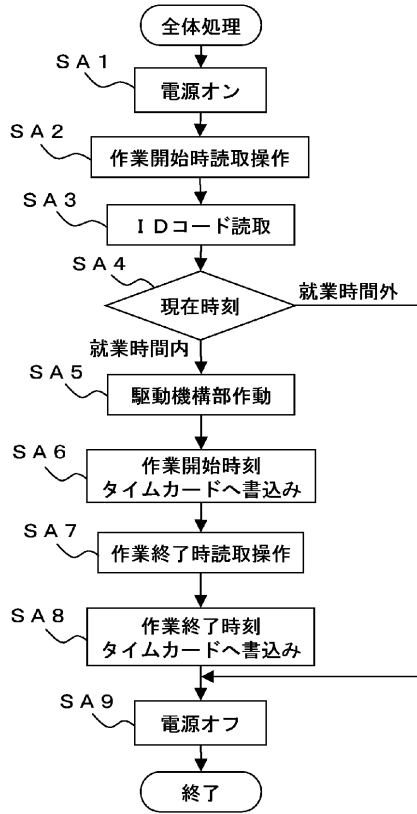 全体処理
SA1
電源オン
SA2
作業開始時読取操作
SA3
IDコード読取
SA4
現在時刻
就業時間外
就業時間内
SA5
駆動機構部作動
SA6
作業開始時刻
タイムカードへ書込み
SA7
作業終了時読取操作
SA8
作業終了時刻
タイムカードへ書込み
SA9
電源オフ
終了